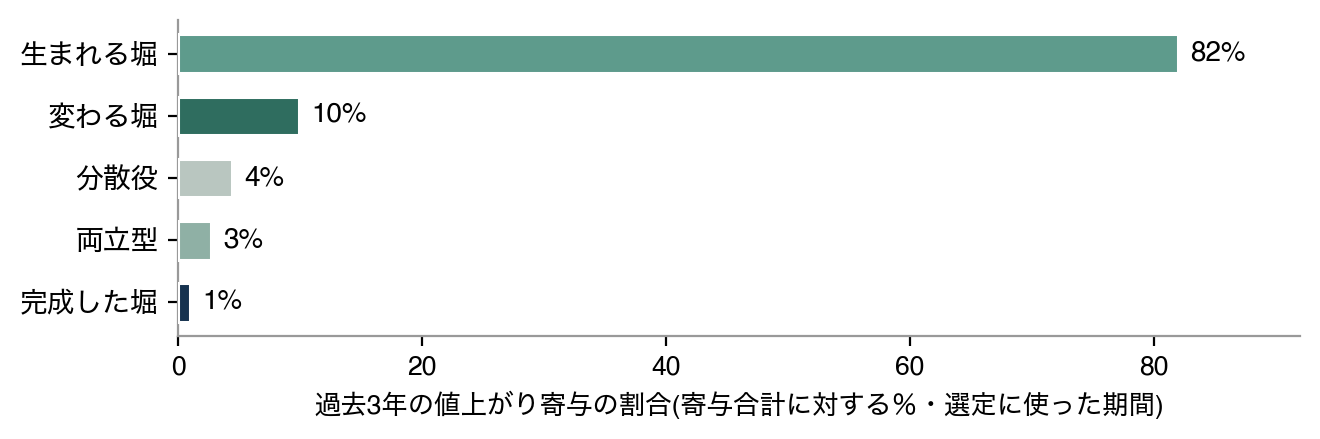 生まれる堀 82%
変わる堀 10%
分散役 4%
両立型 3%
完成した堀 1%
0 20 40 60 80
過去3年の値上がり寄与の割合(寄与合計に対する%・選定に使った期間)